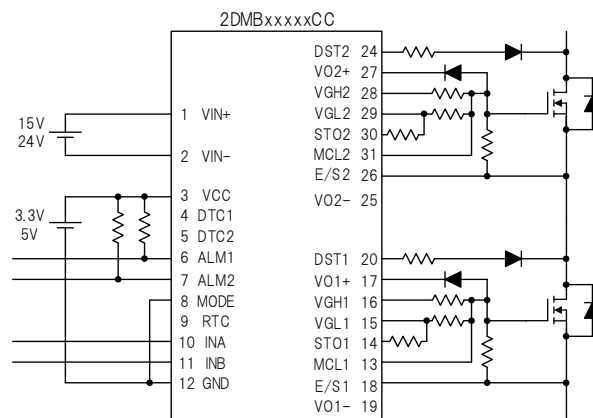 2DMBxxxxxCC
15V
24V
3.3V
5V
1 VIN+
2 VIN-
3 VCC
4 DTC1
5 DTC2
6 ALM1
7 ALM2
8 MODE
9 RTC
10 INA
11 INB
12 GND
DST2 24
VO2+ 27
VGH2 28
VGL2 29
STO2 30
MCL2 31
E/S2 26
VO2- 25
DST1 20
VO1+ 17
VGH1 16
VGL1 15
STO1 14
MCL1 13
E/S1 18
VO1- 19